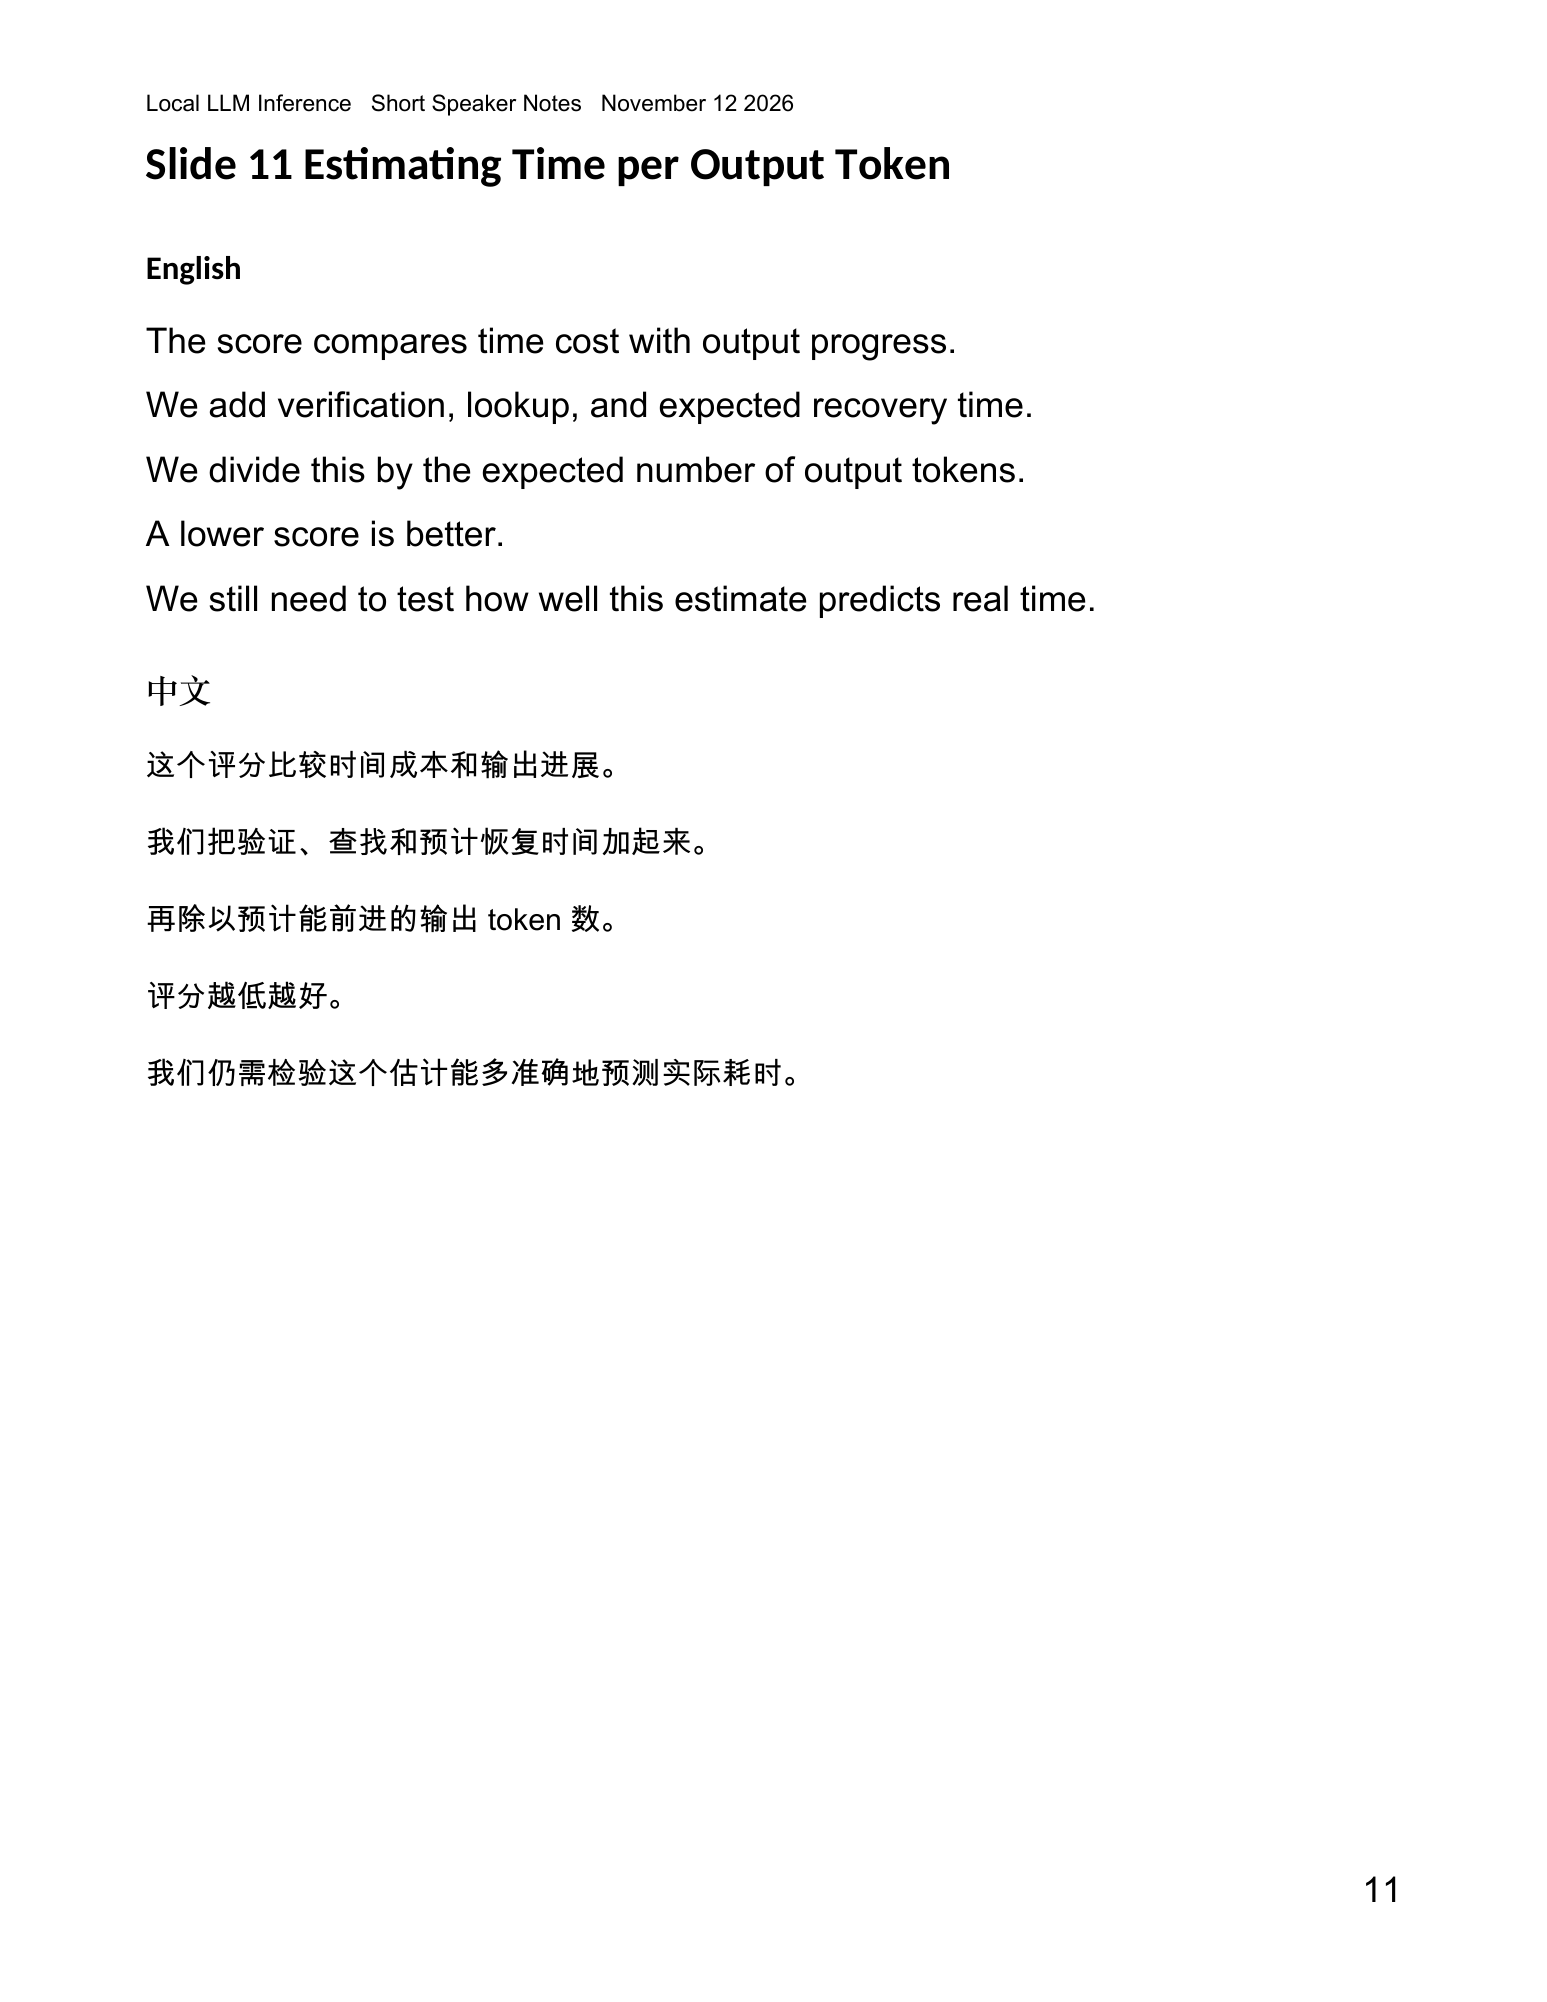 Local LLM Inference   Short Speaker Notes   November 12 2026
Slide 11 Estimating Time per Output Token
English
The score compares time cost with output progress.
We add verification, lookup, and expected recovery time.
We divide this by the expected number of output tokens.
A lower score is better.
We still need to test how well this estimate predicts real time.
中文
这个评分比较时间成本和输出进展。
我们把验证、查找和预计恢复时间加起来。
再除以预计能前进的输出 token 数。
评分越低越好。
我们仍需检验这个估计能多准确地预测实际耗时。
11